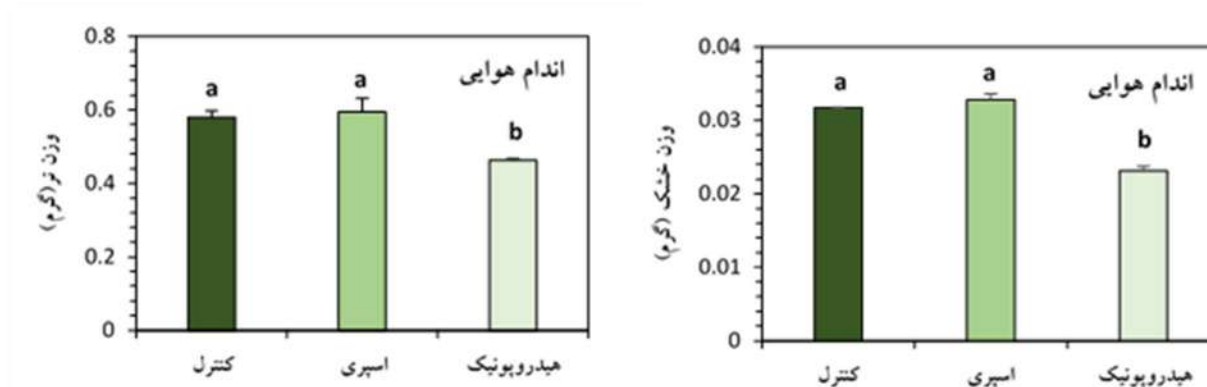 0.8
0.6
0.4
0.2
0
وزن تر(گرم)
اندام هوایی
a
a
b
کنترل
اسپری
هیدروپونیک
0.04
0.03
0.02
0.01
0
وزن خشک (گرم)
اندام هوایی
a
a
b
کنترل
اسپری
هیدروپونیک